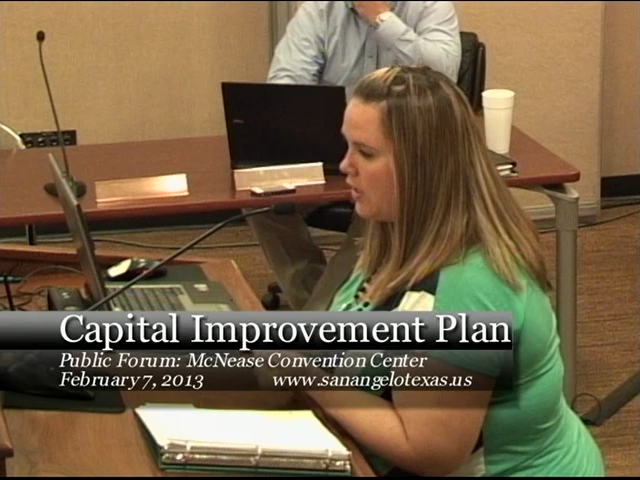 Capital Improvement Plan
Public Forum: McNease Convention Center
February 7, 2013 www.sanangelotexas.us